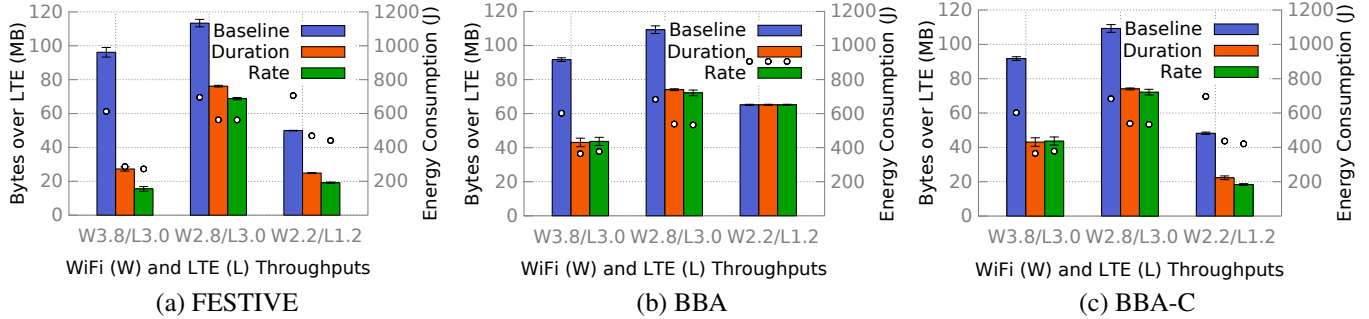 Bytes over LTE (MB)
120
100
80
60
40
20
0
Baseline
Duration
Rate
1200
1000
800
600
400
200
Energy Consumption (J)
W3.8/L3.0 W2.8/L3.0 W2.2/L1.2
WiFi (W) and LTE (L) Throughputs
(a) FESTIVE
Bytes over LTE (MB)
120
100
80
60
40
20
0
Baseline
Duration
Rate
1200
1000
800
600
400
200
Energy Consumption (J)
W3.8/L3.0 W2.8/L3.0 W2.2/L1.2
WiFi (W) and LTE (L) Throughputs
(b) BBA
Bytes over LTE (MB)
120
100
80
60
40
20
0
Baseline
Duration
Rate
1200
1000
800
600
400
200
Energy Consumption (J)
W3.8/L3.0 W2.8/L3.0 W2.2/L1.2
WiFi (W) and LTE (L) Throughputs
(c) BBA-C